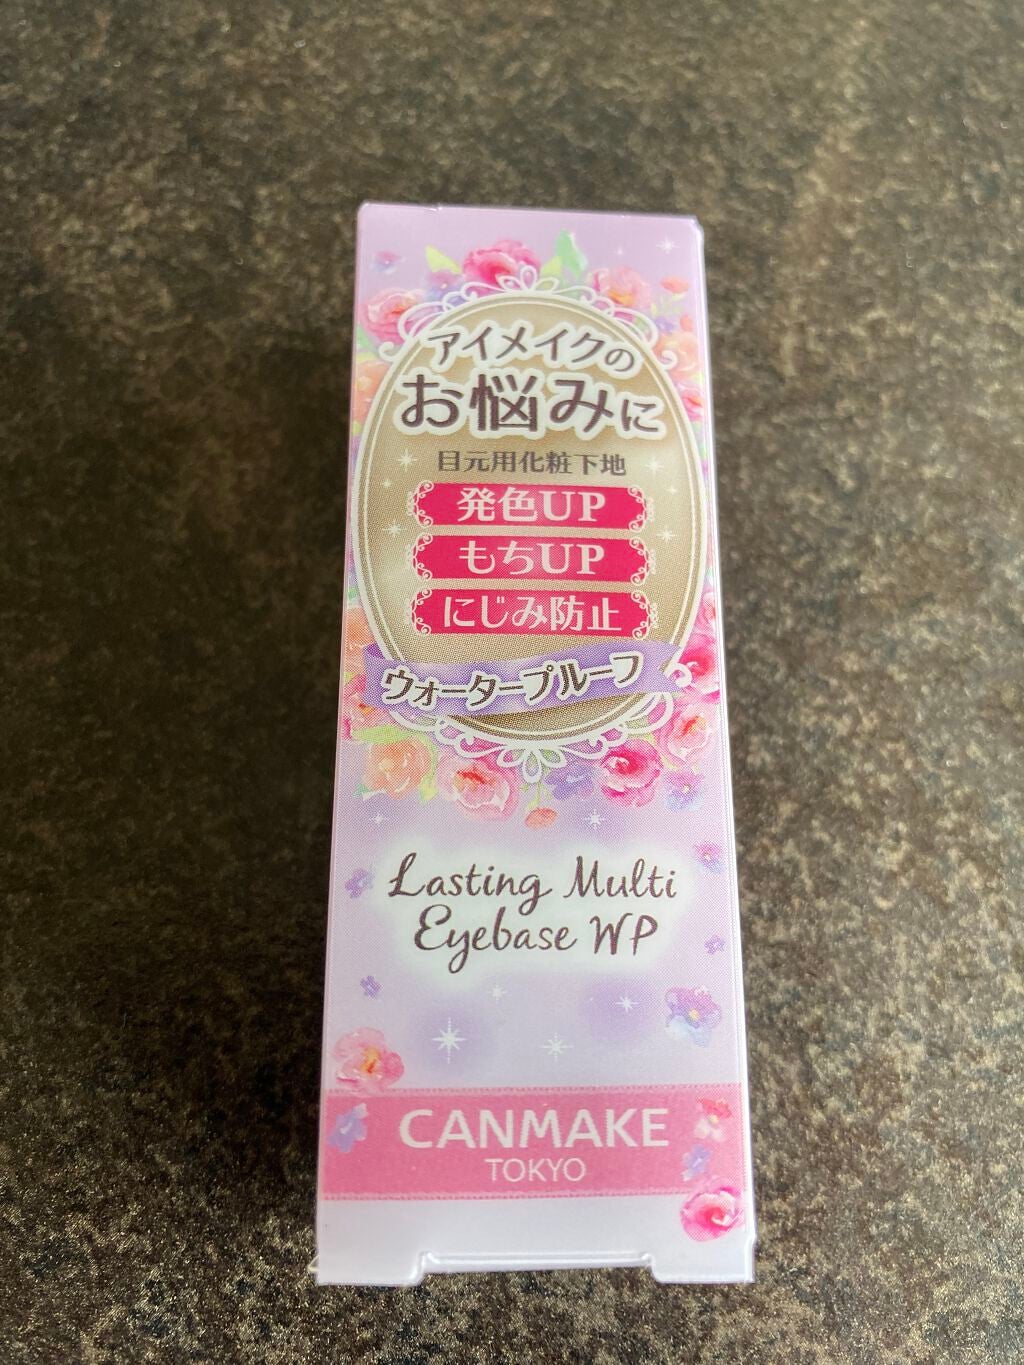 アイメイクの
お悩みに
目元用化粧下地
発色UP
もちUP
にじみ防止
ウォータープルーフ
Lasting Multi
Eyebase WP
CANMAKE
TOKYO